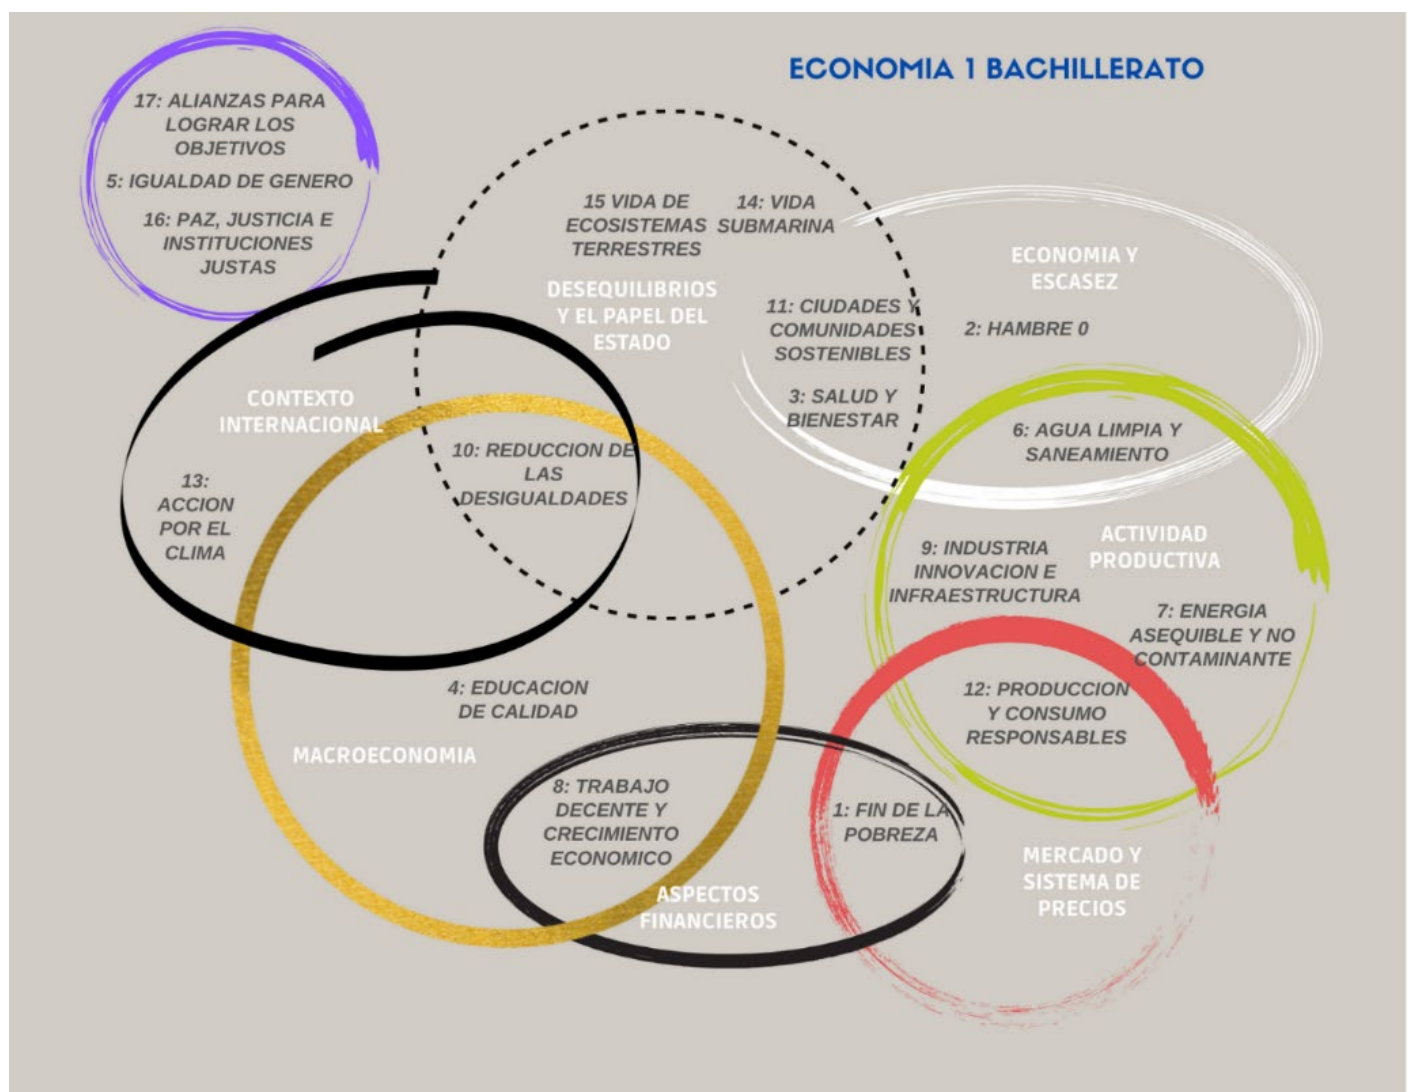 ECONOMIA 1 BACHILLERATO
17: ALIANZAS PARA
LOGRAR LOS
OBJETIVOS
5: IGUALDAD DE GENERO
16: PAZ, JUSTICIA E
INSTITUCIONES
JUSTAS
15 VIDA DE
ECOSISTEMAS
TERRESTRES
14: VIDA
SUBMARINA
DESEQUILIBRIOS
Y EL PAPEL DEL
ESTADO
11: CIUDADES Y
COMUNIDADES
SOSTENIBLES
3: SALUD Y
BIENESTAR
ECONOMIA Y
ESCASEZ
2: HAMBRE 0
6: AGUA LIMPIA Y
SANEAMIENTO
CONTEXTO
INTERNACIONAL
10: REDUCCION DE
LAS
DESIGUALDADES
13:
ACCION
POR EL
CLIMA
ACTIVIDAD
PRODUCTIVA
9: INDUSTRIA
INNOVACION E
INFRAESTRUCTURA
7: ENERGIA
ASEQUIBLE Y NO
CONTAMINANTE
12: PRODUCCION
Y CONSUMO
RESPONSABLES
4: EDUCACION
DE CALIDAD
MACROECONOMIA
8: TRABAJO
DECENTE Y
CRECIMIENTO
ECONOMICO
1: FIN DE LA
POBREZA
ASPECTOS
FINANCIEROS
MERCADO Y
SISTEMA DE
PRECIOS